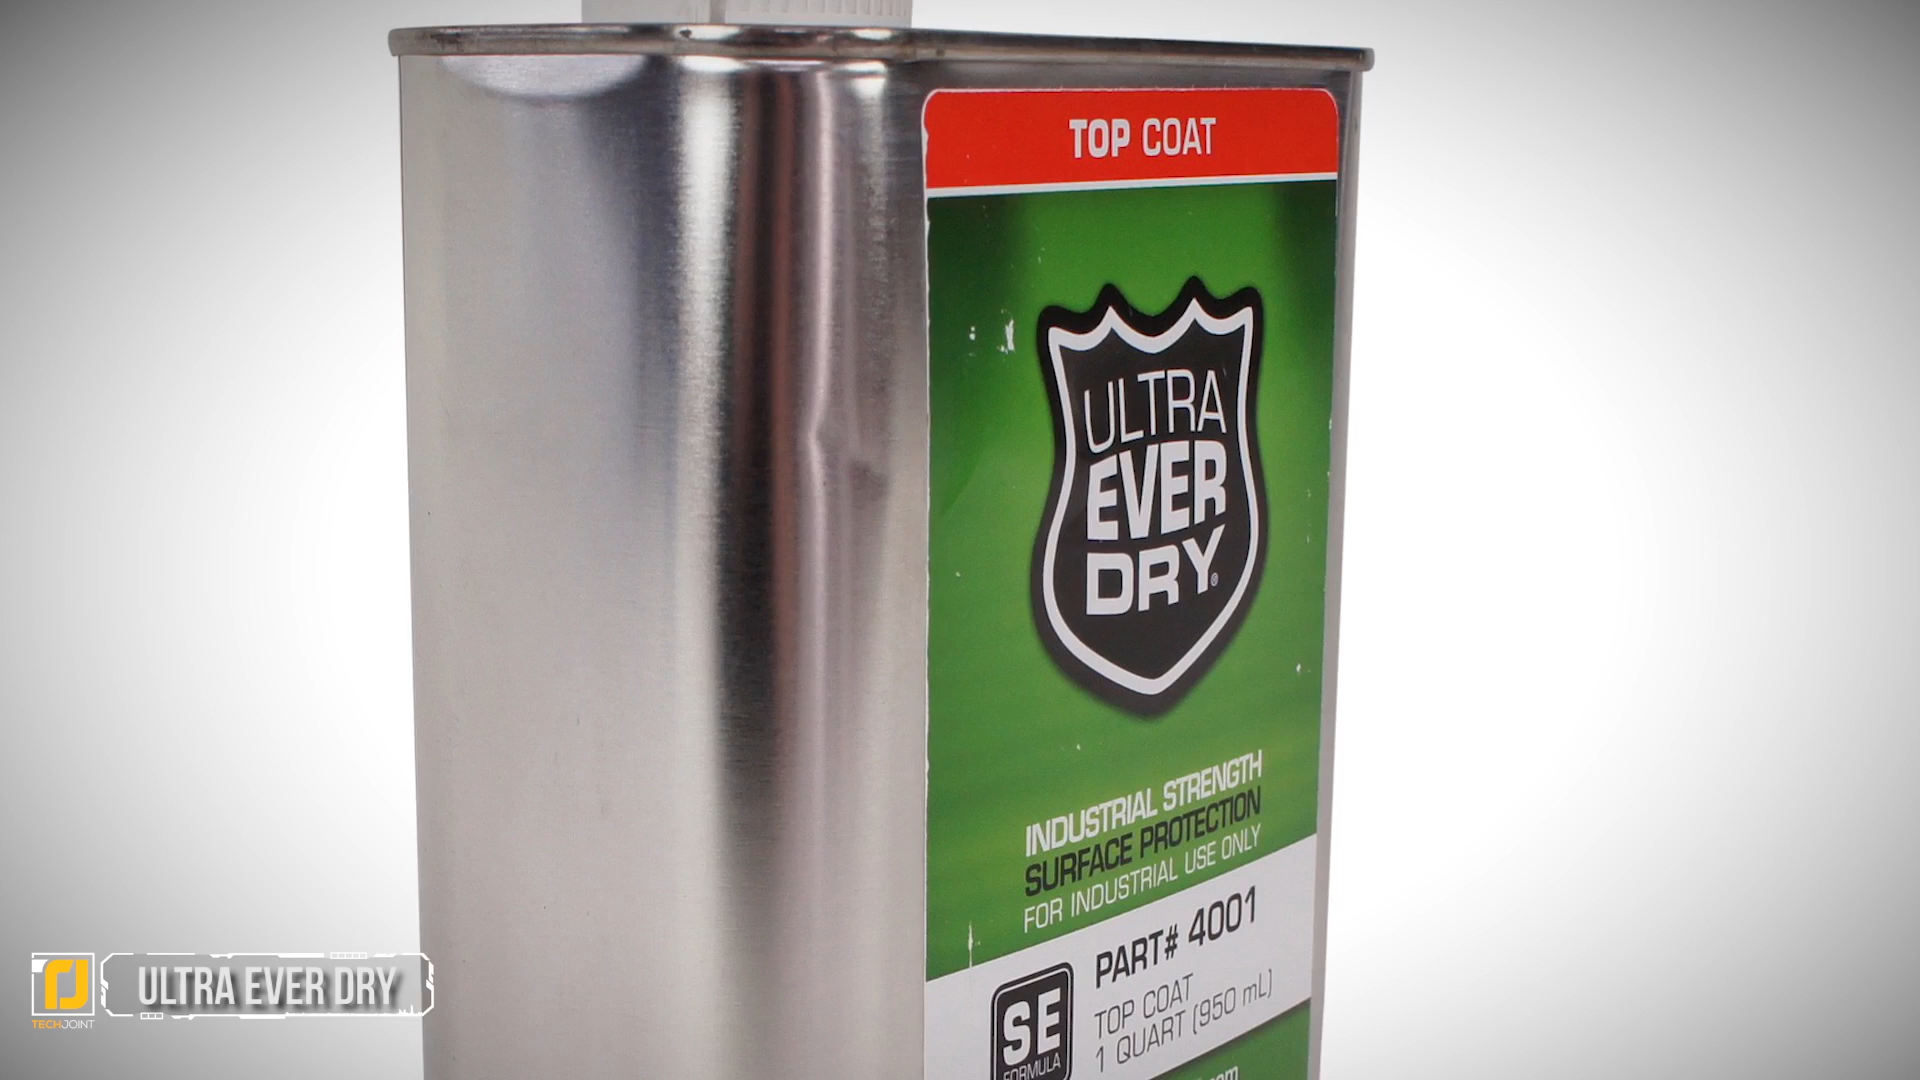 TOP COAT
ULTRA
EVER
DRY®
INDUSTRIAL STRENGTH
SURFACE PROTECTION
FOR INDUSTRIAL USE ONLY
PART# 4001
TOP COAT
1 QUART (950 mL)
SE
FORMULA
TECHJOINT
ULTRA EVER DRY